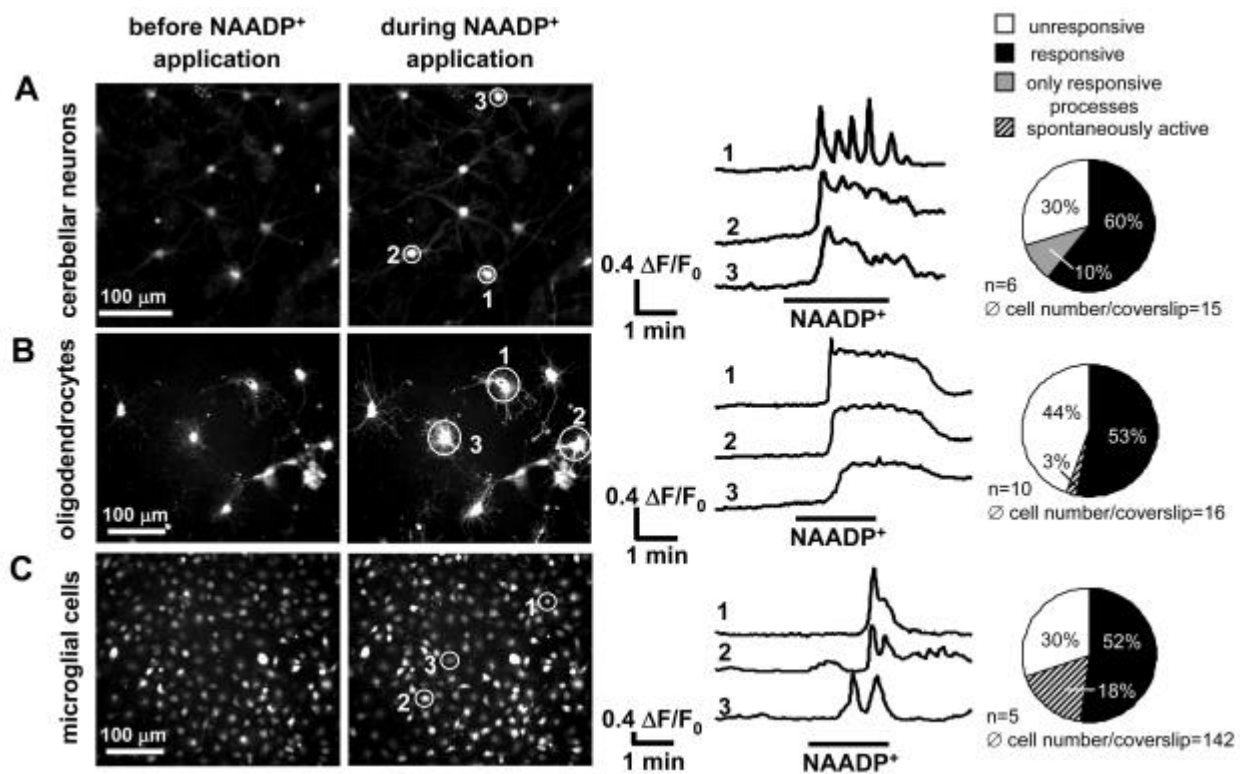 before NAADP⁺
application
during NAADP⁺
application
unresponsive
responsive
only responsive
processes
spontaneously active
A
cerebellar neurons
100 µm
3
2
1
1
2
3
0.4 ΔF/F₀
1 min
NAADP⁺
30%
60%
10%
n=6
∅ cell number/coverslip=15
B
oligodendrocytes
100 µm
1
2
3
1
2
3
0.4 ΔF/F₀
1 min
NAADP⁺
44%
53%
3%
n=10
∅ cell number/coverslip=16
C
microglial cells
100 µm
1
3
2
1
2
3
0.4 ΔF/F₀
1 min
NAADP⁺
30%
52%
18%
n=5
∅ cell number/coverslip=142